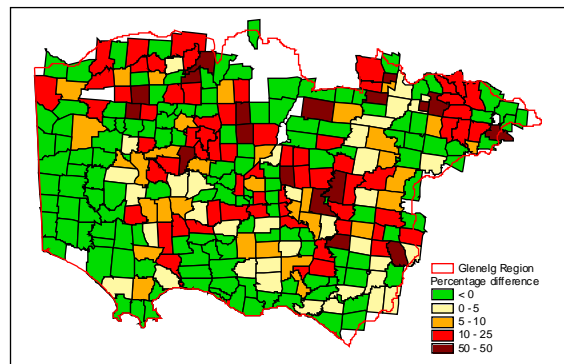 Glenelg Region
Percentage difference
< 0
0 - 5
5 - 10
10 - 25
50 - 50